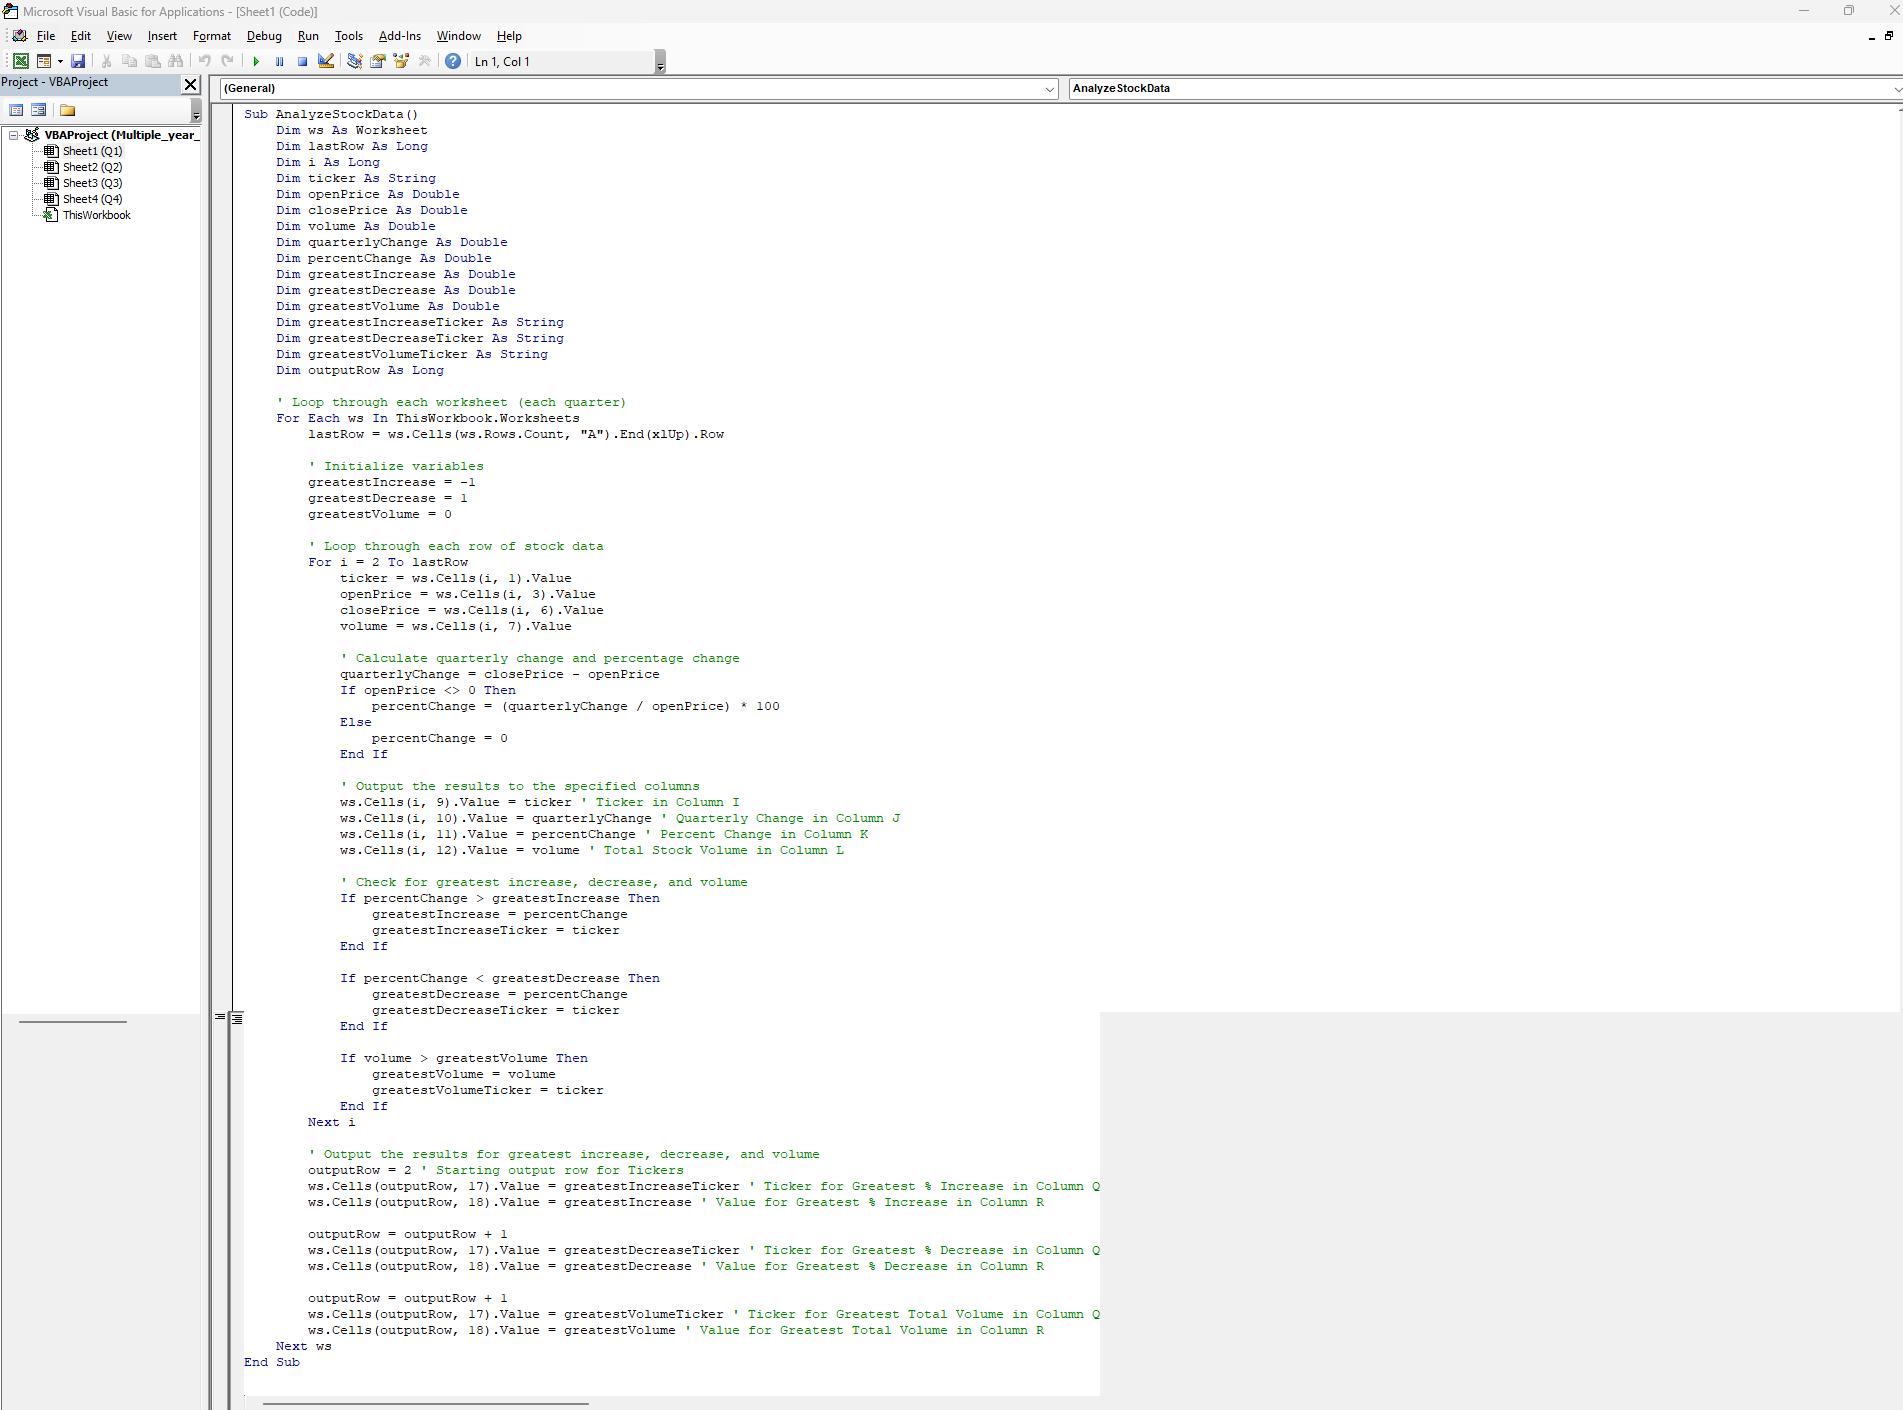 Microsoft Visual Basic for Applications - [Sheet1 (Code)]
File Edit View Insert Format Debug Run Tools Add-Ins Window Help
Ln 1, Col 1
Project - VBAProject
(General)
AnalyzeStockData
VBAProject (Multiple_year_
Sheet1 (Q1)
Sheet2 (Q2)
Sheet3 (Q3)
Sheet4 (Q4)
ThisWorkbook
Sub AnalyzeStockData()
    Dim ws As Worksheet
    Dim lastRow As Long
    Dim i As Long
    Dim ticker As String
    Dim openPrice As Double
    Dim closePrice As Double
    Dim volume As Double
    Dim quarterlyChange As Double
    Dim percentChange As Double
    Dim greatestIncrease As Double
    Dim greatestDecrease As Double
    Dim greatestVolume As Double
    Dim greatestIncreaseTicker As String
    Dim greatestDecreaseTicker As String
    Dim greatestVolumeTicker As String
    Dim outputRow As Long
    ' Loop through each worksheet (each quarter)
    For Each ws In ThisWorkbook.Worksheets
        lastRow = ws.Cells(ws.Rows.Count, "A").End(xlUp).Row
        ' Initialize variables
        greatestIncrease = -1
        greatestDecrease = 1
        greatestVolume = 0
        ' Loop through each row of stock data
        For i = 2 To lastRow
            ticker = ws.Cells(i, 1).Value
            openPrice = ws.Cells(i, 3).Value
            closePrice = ws.Cells(i, 6).Value
            volume = ws.Cells(i, 7).Value
            ' Calculate quarterly change and percentage change
            quarterlyChange = closePrice - openPrice
            If openPrice <> 0 Then
                percentChange = (quarterlyChange / openPrice) * 100
            Else
                percentChange = 0
            End If
            ' Output the results to the specified columns
            ws.Cells(i, 9).Value = ticker ' Ticker in Column I
            ws.Cells(i, 10).Value = quarterlyChange ' Quarterly Change in Column J
            ws.Cells(i, 11).Value = percentChange ' Percent Change in Column K
            ws.Cells(i, 12).Value = volume ' Total Stock Volume in Column L
            ' Check for greatest increase, decrease, and volume
            If percentChange > greatestIncrease Then
                greatestIncrease = percentChange
                greatestIncreaseTicker = ticker
            End If
            If percentChange < greatestDecrease Then
                greatestDecrease = percentChange
                greatestDecreaseTicker = ticker
            End If
            If volume > greatestVolume Then
                greatestVolume = volume
                greatestVolumeTicker = ticker
            End If
        Next i
        ' Output the results for greatest increase, decrease, and volume
        outputRow = 2 ' Starting output row for Tickers
        ws.Cells(outputRow, 17).Value = greatestIncreaseTicker ' Ticker for Greatest % Increase in Column Q
        ws.Cells(outputRow, 18).Value = greatestIncrease ' Value for Greatest % Increase in Column R
        outputRow = outputRow + 1
        ws.Cells(outputRow, 17).Value = greatestDecreaseTicker ' Ticker for Greatest % Decrease in Column Q
        ws.Cells(outputRow, 18).Value = greatestDecrease ' Value for Greatest % Decrease in Column R
        outputRow = outputRow + 1
        ws.Cells(outputRow, 17).Value = greatestVolumeTicker ' Ticker for Greatest Total Volume in Column Q
        ws.Cells(outputRow, 18).Value = greatestVolume ' Value for Greatest Total Volume in Column R
    Next ws
End Sub